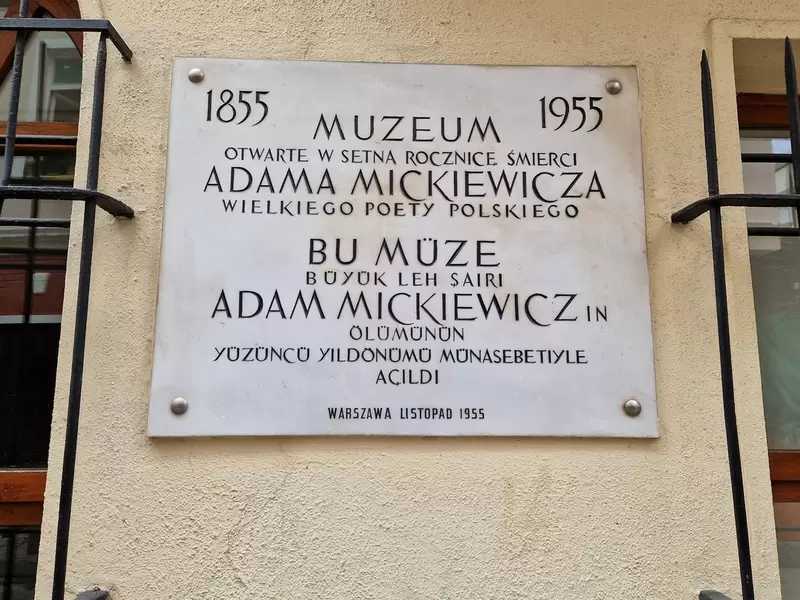 1855 1955
MUZEUM
OTWARTE W SETNA ROCZNICE ŚMIERCI
ADAMA MICKIEWICZA
WIELKIEGO POETY POLSKIEGO
BU MÜZE
BÜYÜK LEH SAIRI
ADAM MICKIEWICZ IN
ÖLÜMÜNÜN
YÜZÜNCÜ YILDÖNÜMÜ MÜNASEBETIYLE
AÇILDI
WARSZAWA LISTOPAD 1955